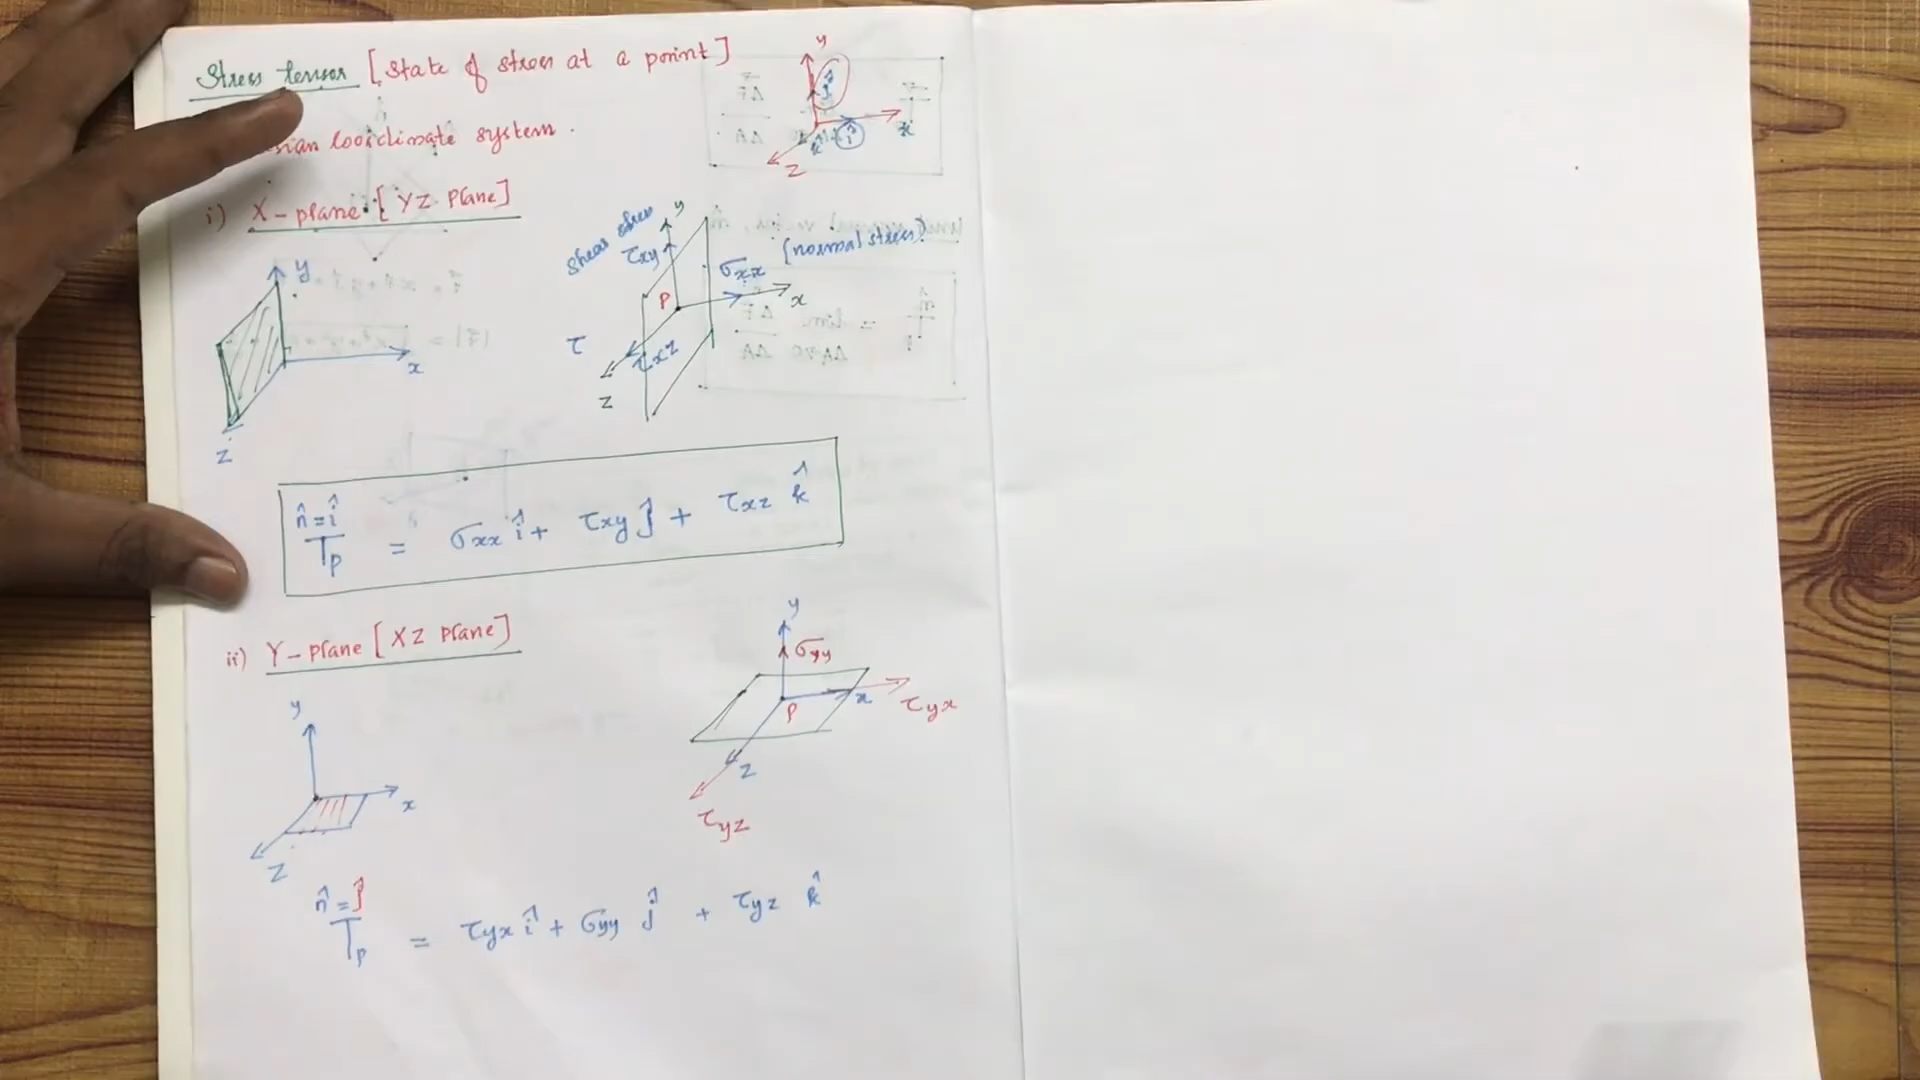 Stress tensor [State of stress at a point]
sian coordinate system.
y
ĵ
î
k̂
x
z
i) X-plane [YZ Plane]
y
x
z
shear stress
y
τxy
σxx (normal stress)
P
x
τ
τxz
z
n̂=î
Tp = σxx î + τxy ĵ + τxz k̂
ii) Y-plane [XZ plane]
y
x
z
y
σyy
P
x
τyx
z
τyz
n̂=ĵ
Tp = τyx î + σyy ĵ + τyz k̂